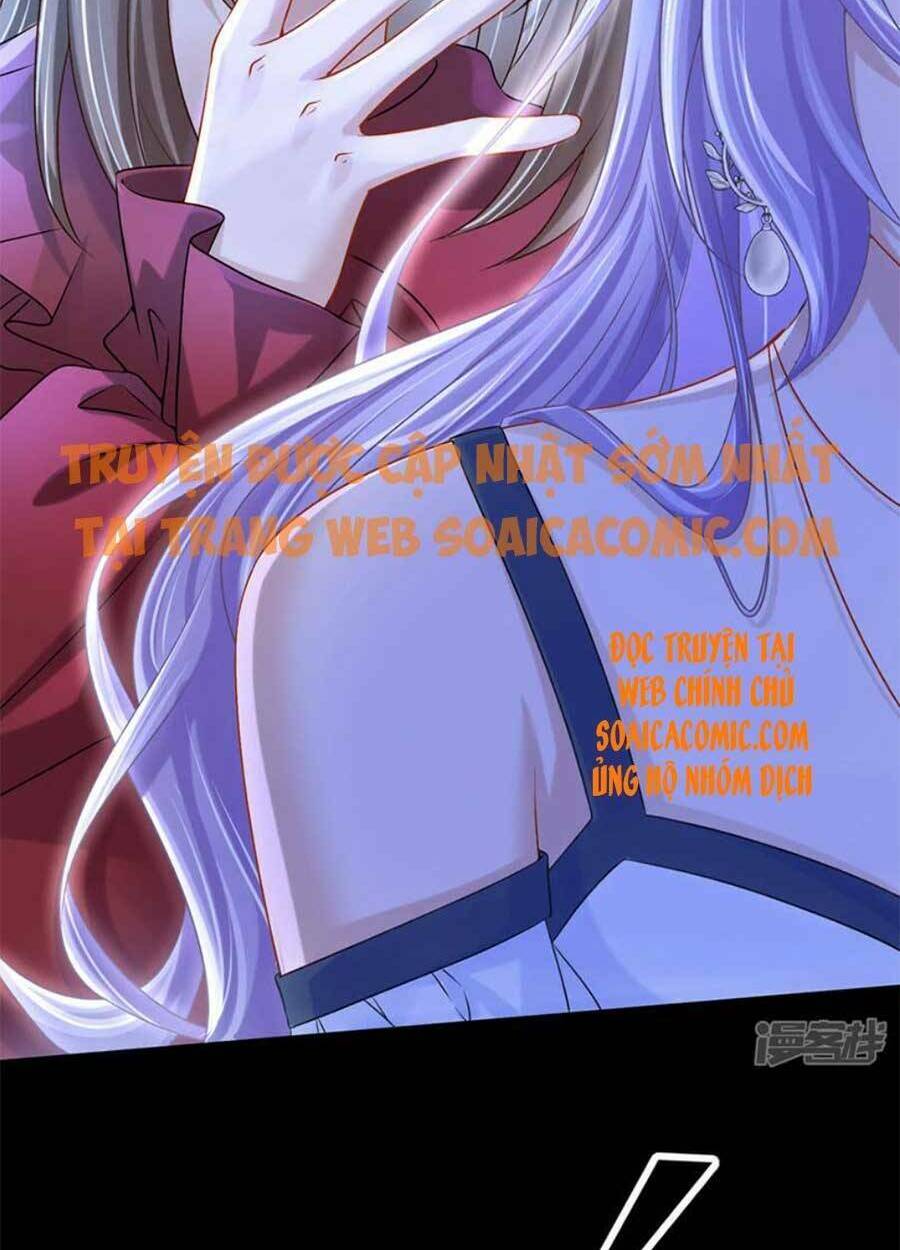 TRUYỆN ĐƯỢC CẬP NHẬT SỚM NHẤT
TẠI TRANG WEB SOAICACOMIC.COM
ĐỌC TRUYỆN TẠI
WEB CHÍNH CHỦ
SOAICACOMIC.COM
ỦNG HỘ NHÓM DỊCH
漫客栈